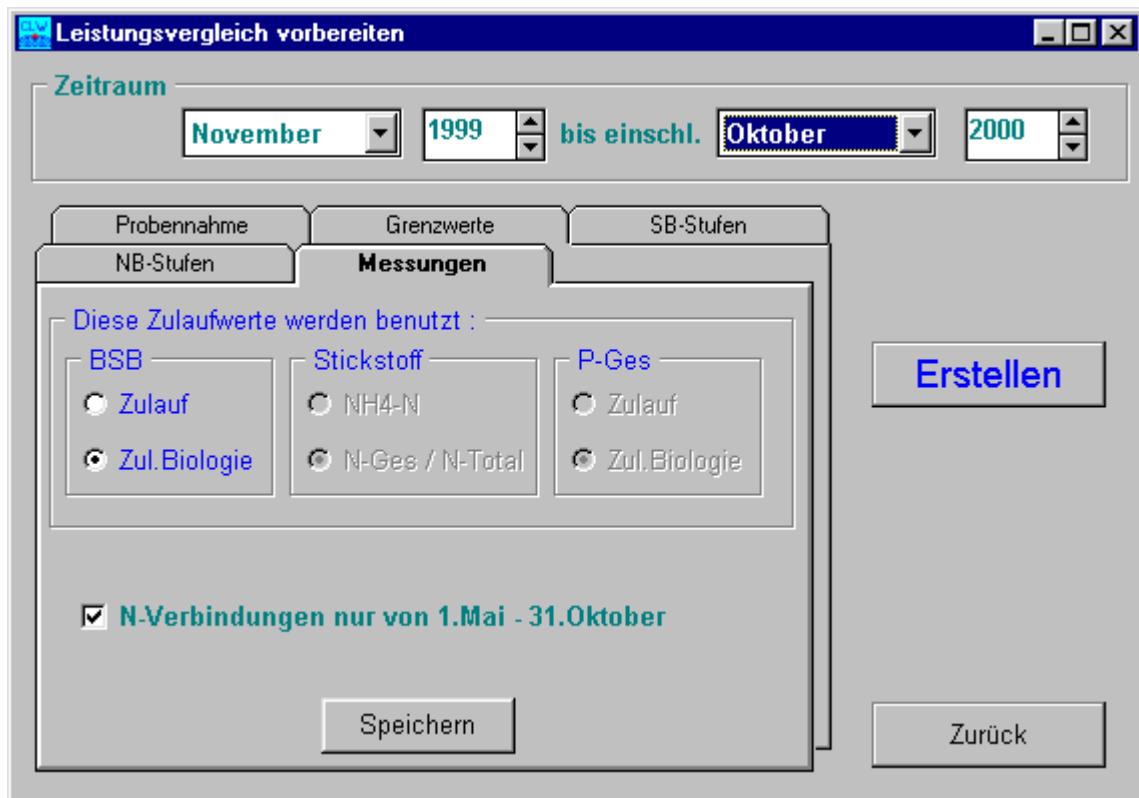 CLW
Leistungsvergleich vorbereiten
Zeitraum
November 1999 bis einschl. Oktober 2000
Probennahme Grenzwerte SB-Stufen
NB-Stufen Messungen
Diese Zulaufwerte werden benutzt :
BSB Stickstoff P-Ges
Zulauf NH4-N Zulauf
Zul.Biologie N-Ges / N-Total Zul.Biologie
Erstellen
N-Verbindungen nur von 1.Mai - 31.Oktober
Speichern
Zurück